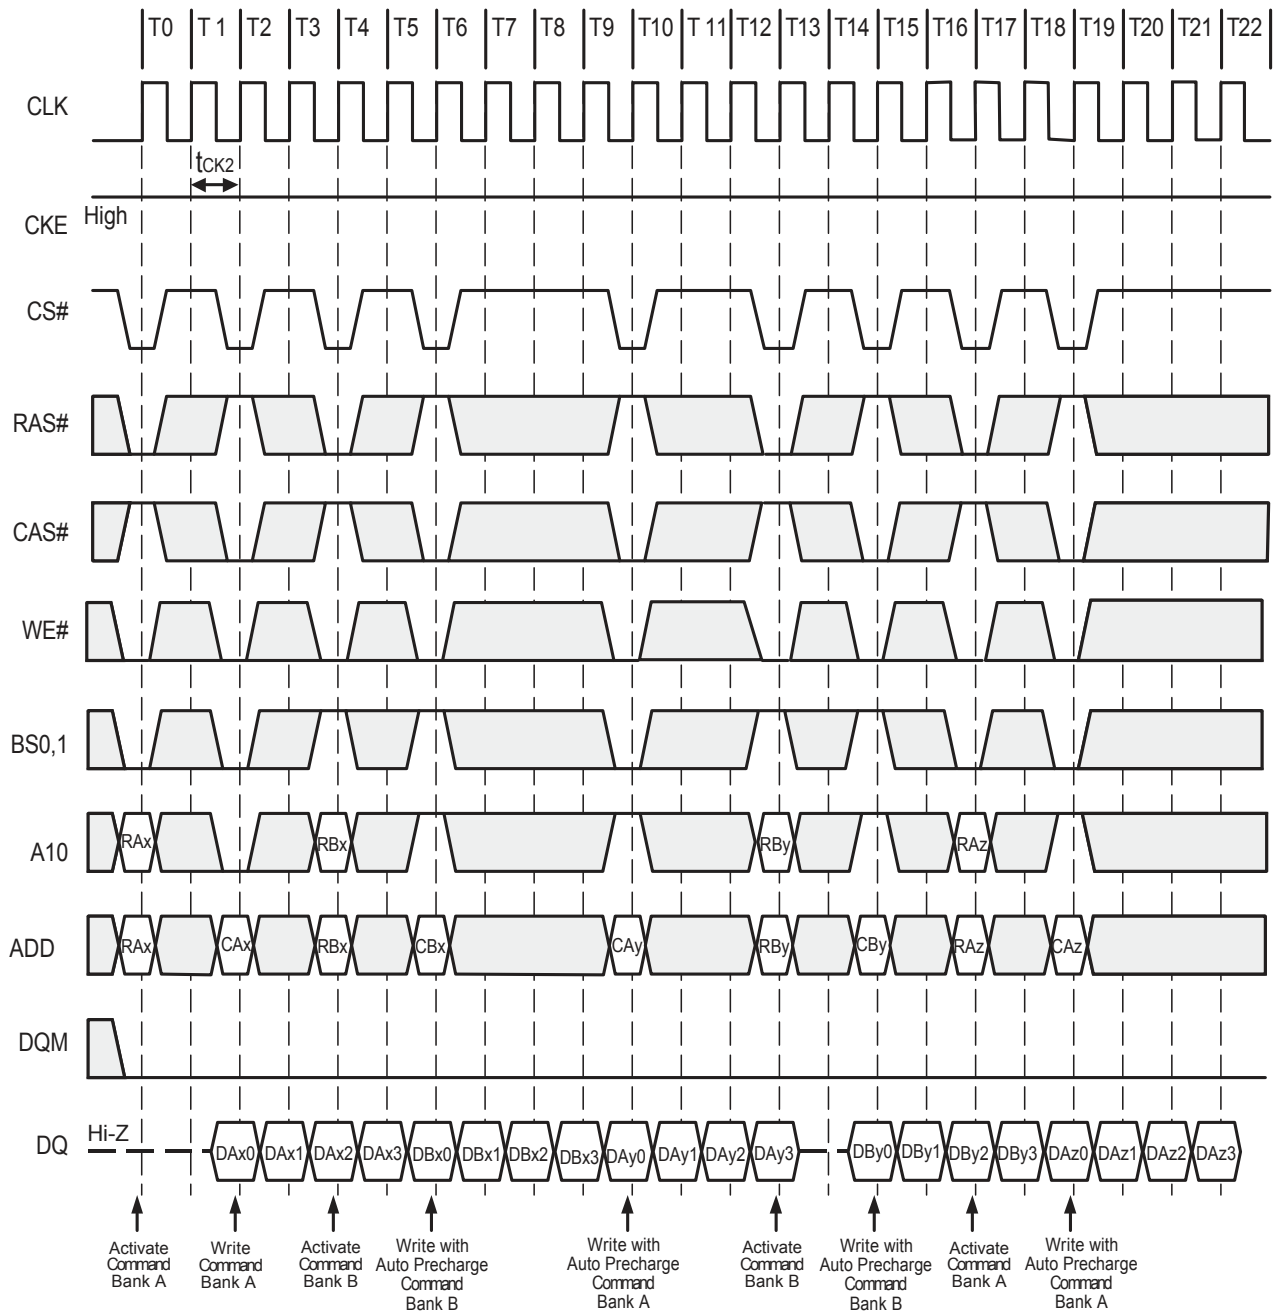 T0 T 1 T2 T3 T4 T5 T6 T7 T8 T9 T10 T 11 T12 T13 T14 T15 T16 T17 T18 T19 T20 T21 T22
CLK
tCK2
CKE High
CS#
RAS#
CAS#
WE#
BS0,1
A10 RAx RBx RBy RAz
ADD RAx CAx RBx CBx CAy RBy CBy RAz CAz
DQM
DQ Hi-Z DAx0 DAx1 DAx2 DAx3 DBx0 DBx1 DBx2 DBx3 DAy0 DAy1 DAy2 DAy3 DBy0 DBy1 DBy2 DBy3 DAz0 DAz1 DAz2 DAz3
Activate
Command
Bank A
Write
Command
Bank A
Activate
Command
Bank B
Write with
Auto Precharge
Command
Bank B
Write with
Auto Precharge
Command
Bank A
Activate
Command
Bank B
Write with
Auto Precharge
Command
Bank B
Activate
Command
Bank A
Write with
Auto Precharge
Command
Bank A